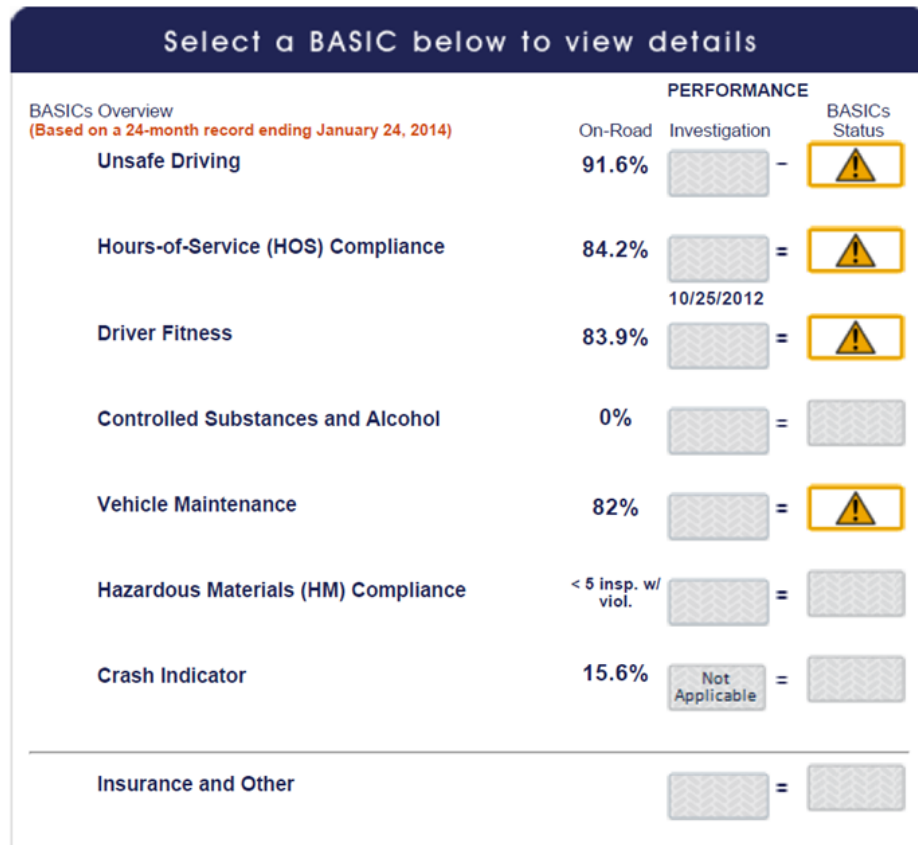 Select a BASIC below to view details
PERFORMANCE
BASICs Overview
(Based on a 24-month record ending January 24, 2014)
On-Road
Investigation
BASICs
Status
Unsafe Driving
91.6%
–
Hours-of-Service (HOS) Compliance
84.2%
=
10/25/2012
Driver Fitness
83.9%
=
Controlled Substances and Alcohol
0%
=
Vehicle Maintenance
82%
=
Hazardous Materials (HM) Compliance
< 5 insp. w/
viol.
=
Crash Indicator
15.6%
Not
Applicable
=
Insurance and Other
=